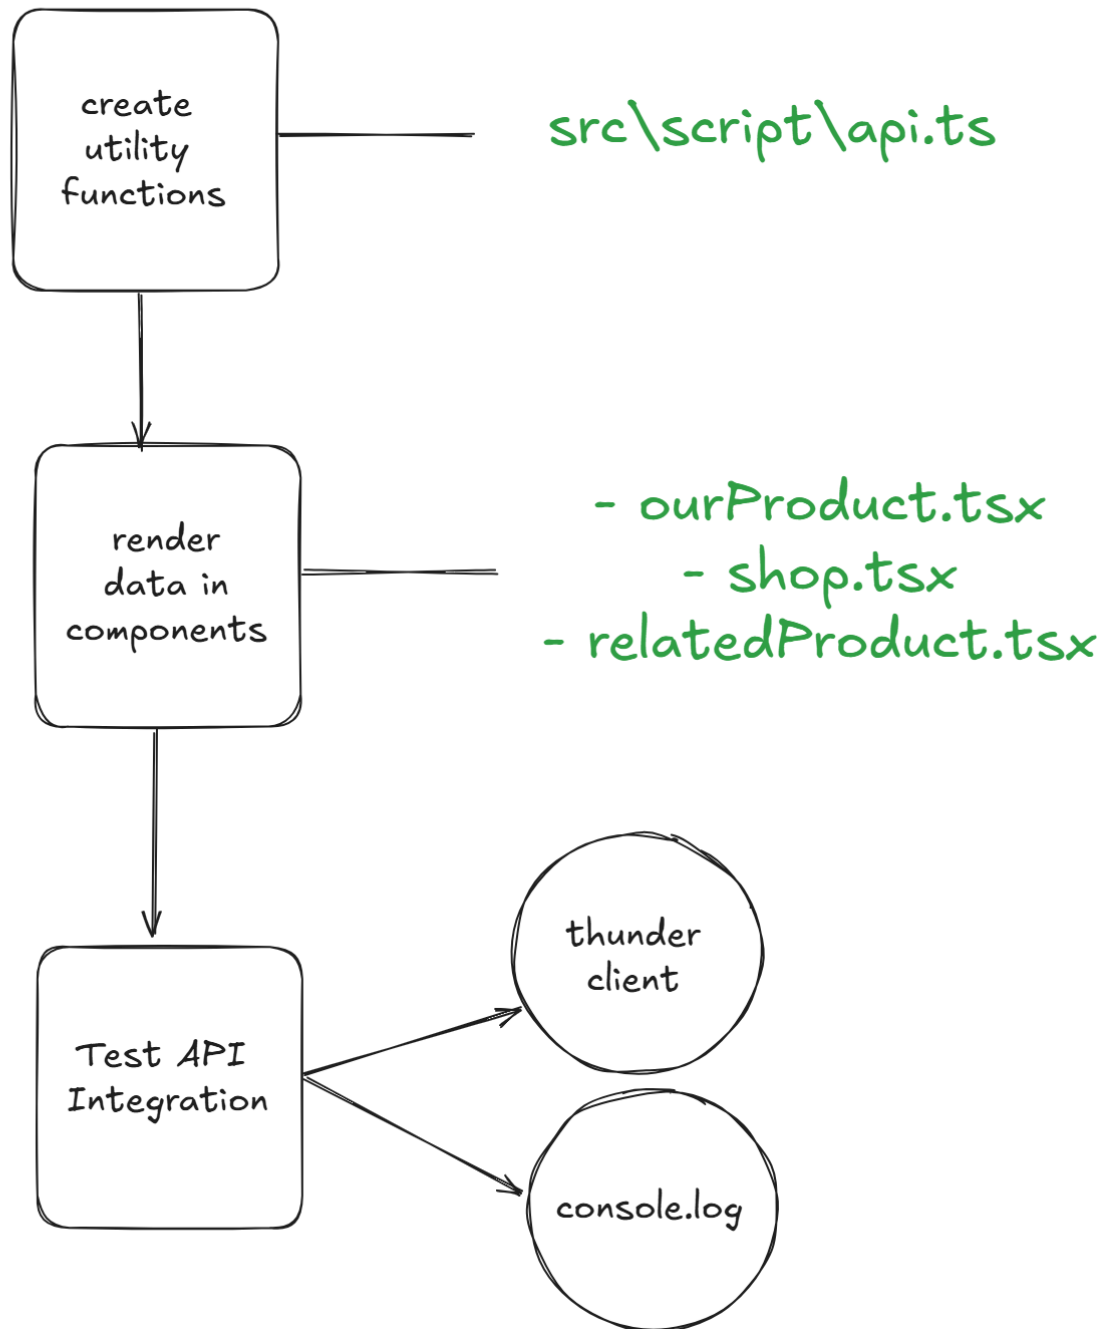 create
utility
functions
src\script\api.ts
render
data in
components
- ourProduct.tsx
- shop.tsx
- relatedProduct.tsx
Test API
Integration
thunder
client
console.log